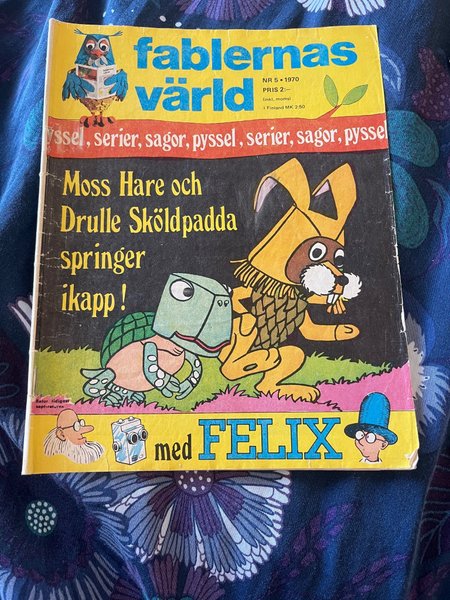 fablernas
värld
NR 5 • 1970
PRIS 2:–
(inkl. moms)
I Finland MK 2:50
yssel, serier, sagor, pyssel, serier, sagor, pysse
Moss Hare och
Drulle Sköldpadda
springer
ikapp!
med FELIX